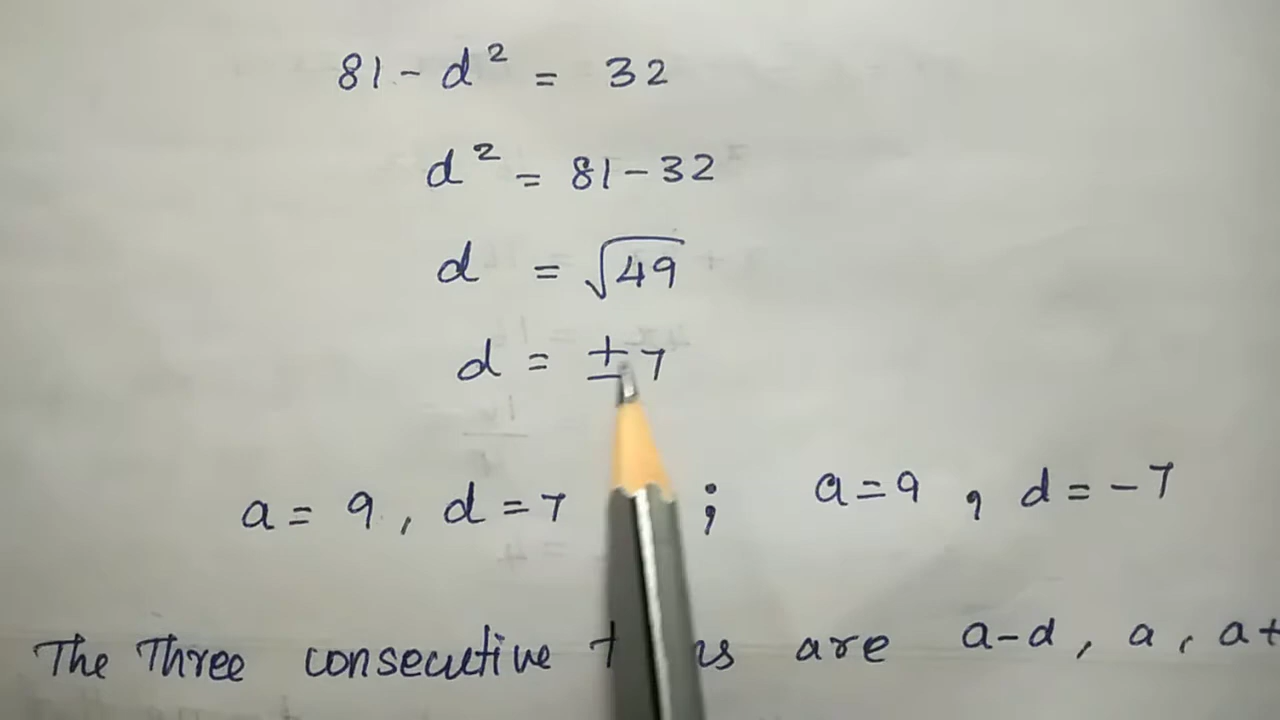 81 - d² = 32
d² = 81 - 32
d = √49
d = ± 7
a = 9, d = 7 ; a = 9, d = -7
The Three consecutive are a-d, a, a+